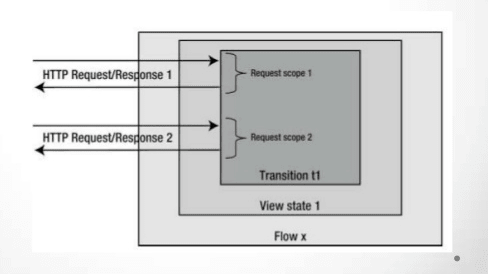 HTTP Request/Response 1
Request scope 1
HTTP Request/Response 2
Request scope 2
Transition t1
View state 1
Flow x